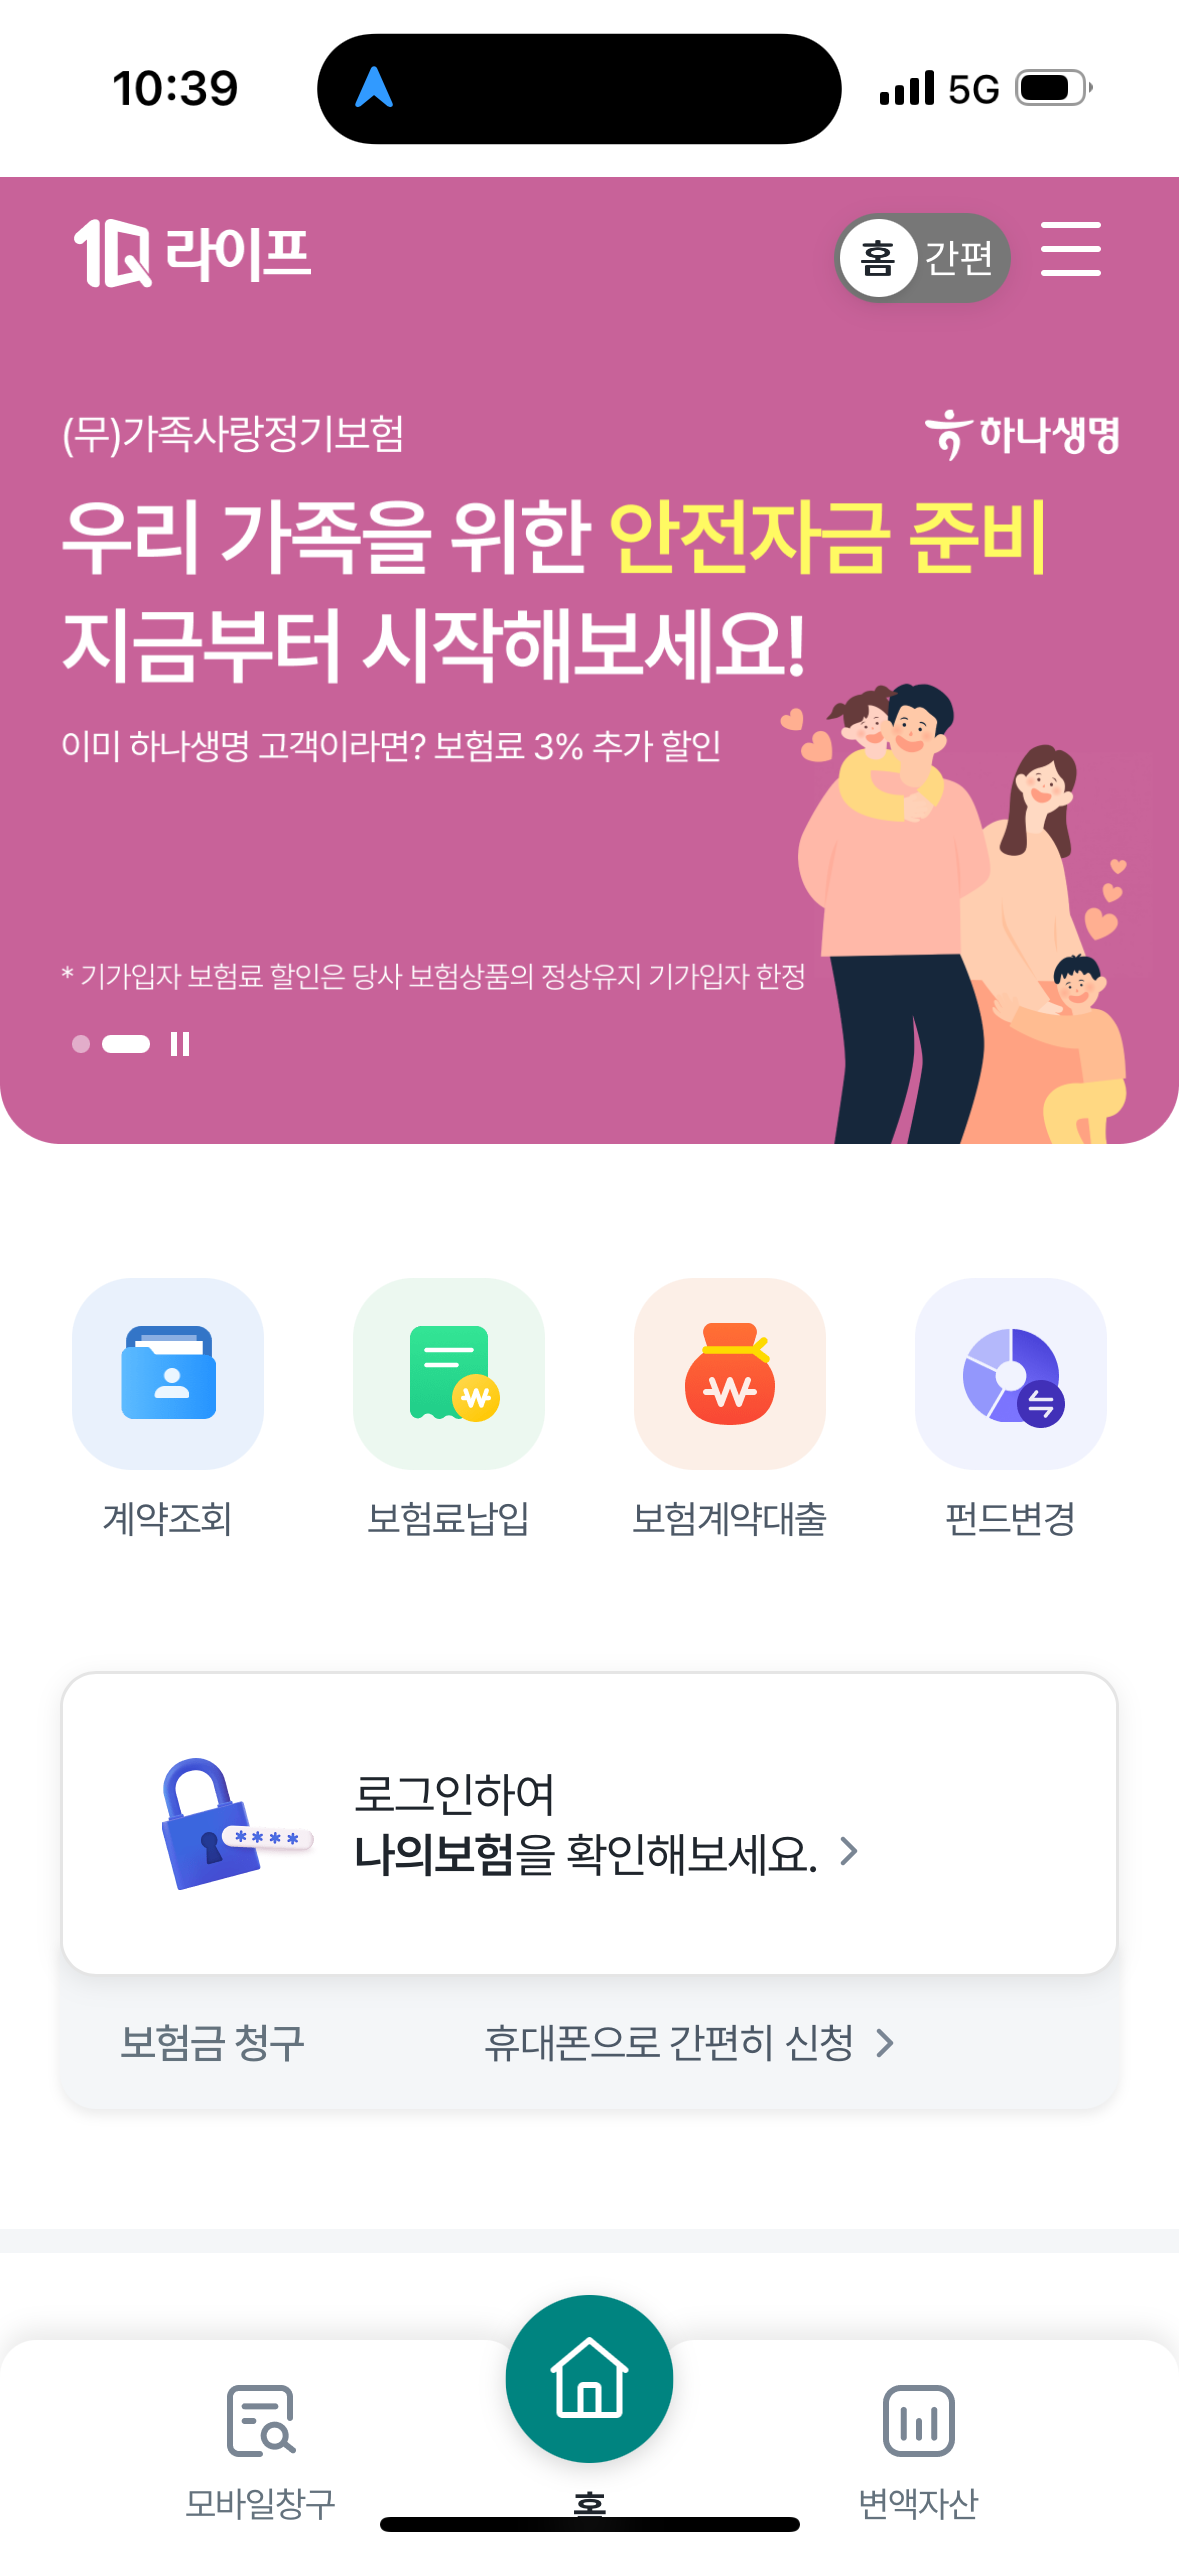 10:39
5G
1Q 라이프
홈 간편
(무)가족사랑정기보험
하나생명
우리 가족을 위한 안전자금 준비
지금부터 시작해보세요!
이미 하나생명 고객이라면? 보험료 3% 추가 할인
* 기가입자 보험료 할인은 당사 보험상품의 정상유지 기가입자 한정
계약조회
보험료납입
보험계약대출
펀드변경
로그인하여
나의보험을 확인해보세요.
보험금 청구
휴대폰으로 간편히 신청
모바일창구
홈
변액자산